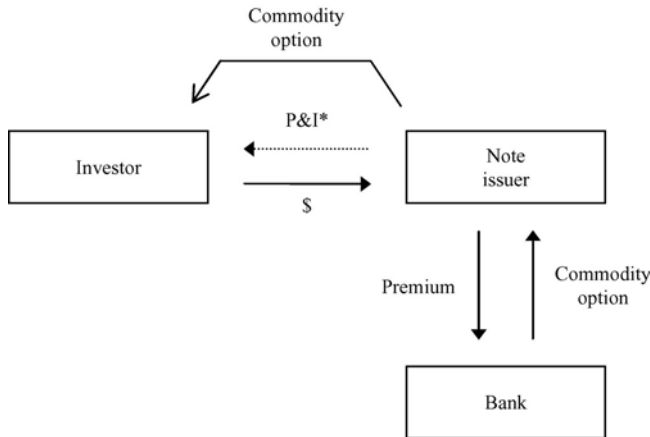 Commodity
option
P&I*
Investor
Note
issuer
$
Premium
Commodity
option
Bank